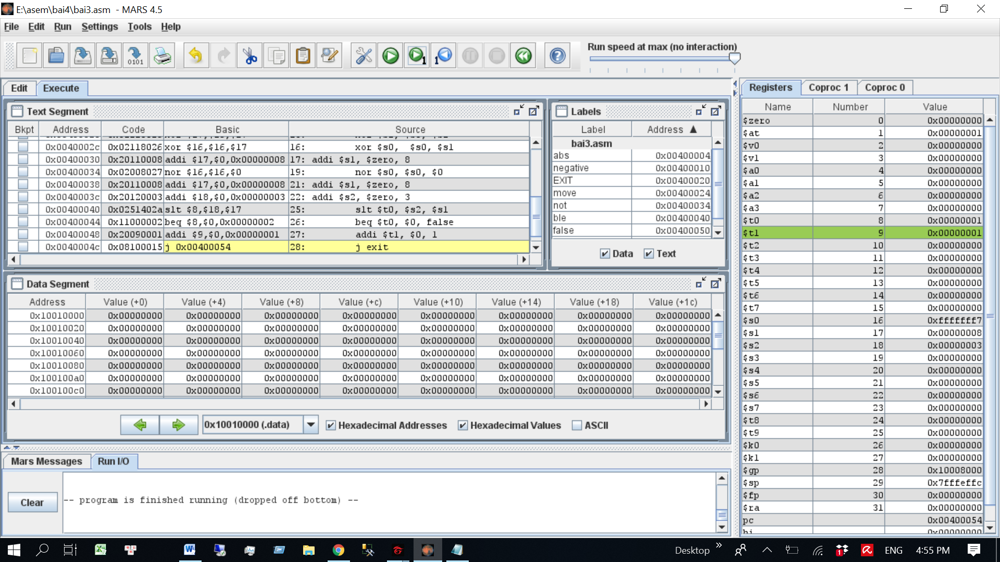 E:\asem\bai4\bai3.asm - MARS 4.5
File Edit Run Settings Tools Help
Run speed at max (no interaction)
Edit Execute
Text Segment
Bkpt Address Code Basic Source
0x0040002c 0x02118026 xor $16,$16,$17 16: xor $s0, $s0, $s1
0x00400030 0x20110008 addi $17,$0,0x00000008 17: addi $s1, $zero, 8
0x00400034 0x02008027 nor $16,$16,$0 19: nor $s0, $s0, $0
0x00400038 0x20110008 addi $17,$0,0x00000008 21: addi $s1, $zero, 8
0x0040003c 0x20120003 addi $18,$0,0x00000003 22: addi $s2, $zero, 3
0x00400040 0x0251402a slt $8,$18,$17 25: slt $t0, $s2, $s1
0x00400044 0x11000002 beq $8,$0,0x00000002 26: beq $t0, $0, false
0x00400048 0x20090001 addi $9,$0,0x00000001 27: addi $t1, $0, 1
0x0040004c 0x08100015 j 0x00400054 28: j exit
Labels
Label Address ▲
bai3.asm
abs 0x00400004
negative 0x00400010
EXIT 0x00400020
move 0x00400024
not 0x00400034
ble 0x00400040
false 0x00400050
Data Text
Data Segment
Address Value (+0) Value (+4) Value (+8) Value (+c) Value (+10) Value (+14) Value (+18) Value (+1c)
0x10010000 0x00000000 0x00000000 0x00000000 0x00000000 0x00000000 0x00000000 0x00000000 0x00000000
0x10010020 0x00000000 0x00000000 0x00000000 0x00000000 0x00000000 0x00000000 0x00000000 0x00000000
0x10010040 0x00000000 0x00000000 0x00000000 0x00000000 0x00000000 0x00000000 0x00000000 0x00000000
0x10010060 0x00000000 0x00000000 0x00000000 0x00000000 0x00000000 0x00000000 0x00000000 0x00000000
0x10010080 0x00000000 0x00000000 0x00000000 0x00000000 0x00000000 0x00000000 0x00000000 0x00000000
0x100100a0 0x00000000 0x00000000 0x00000000 0x00000000 0x00000000 0x00000000 0x00000000 0x00000000
0x100100c0 0x00000000 0x00000000 0x00000000 0x00000000 0x00000000 0x00000000 0x00000000 0x00000000
0x10010000 (.data) Hexadecimal Addresses Hexadecimal Values ASCII
Mars Messages Run I/O
Clear
-- program is finished running (dropped off bottom) --
Registers Coproc 1 Coproc 0
Name Number Value
$zero 0 0x00000000
$at 1 0x00000001
$v0 2 0x00000000
$v1 3 0x00000000
$a0 4 0x00000000
$a1 5 0x00000000
$a2 6 0x00000000
$a3 7 0x00000000
$t0 8 0x00000001
$t1 9 0x00000001
$t2 10 0x00000000
$t3 11 0x00000000
$t4 12 0x00000000
$t5 13 0x00000000
$t6 14 0x00000000
$t7 15 0x00000000
$s0 16 0xfffffff7
$s1 17 0x00000008
$s2 18 0x00000003
$s3 19 0x00000000
$s4 20 0x00000000
$s5 21 0x00000000
$s6 22 0x00000000
$s7 23 0x00000000
$t8 24 0x00000000
$t9 25 0x00000000
$k0 26 0x00000000
$k1 27 0x00000000
$gp 28 0x10008000
$sp 29 0x7fffeffc
$fp 30 0x00000000
$ra 31 0x00000000
pc 0x00400054
hi 0x00000000
Desktop ENG 4:55 PM